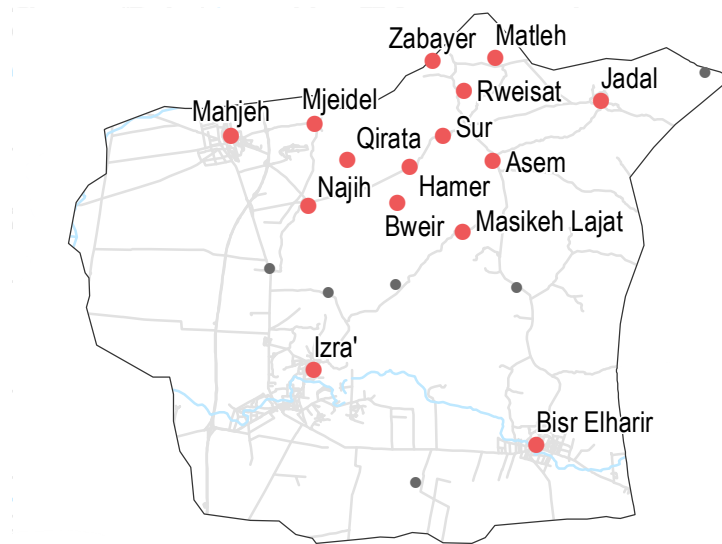 Zabayer
Matleh
Rweisat
Jadal
Mahjeh
Mjeidel
Sur
Qirata
Asem
Najih
Hamer
Bweir
Masikeh Lajat
Izra'
Bisr Elharir